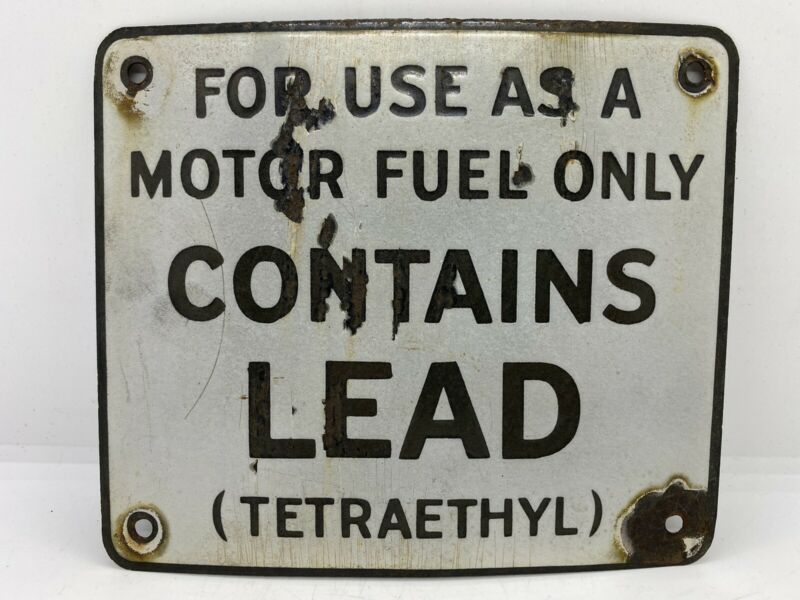 FOR USE AS A
MOTOR FUEL ONLY
CONTAINS
LEAD
(TETRAETHYL)